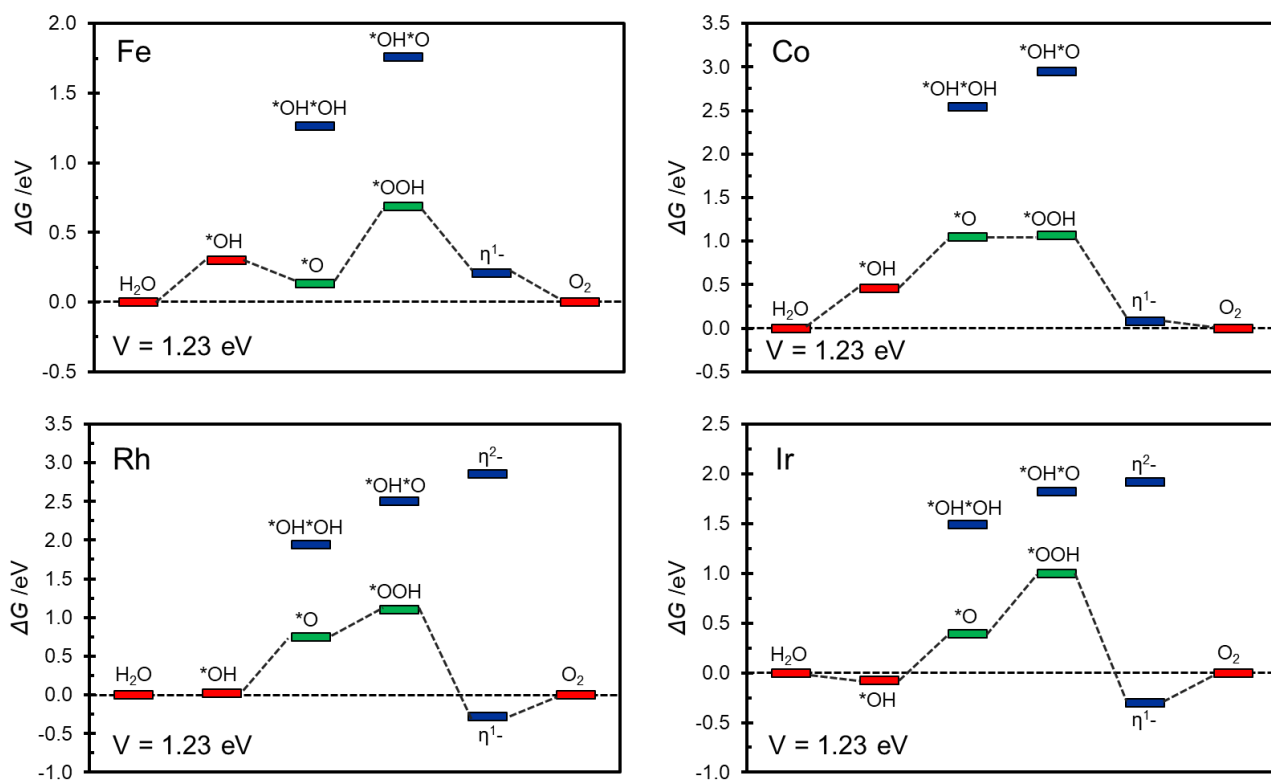 Fe
ΔG /eV
2.0
1.5
1.0
0.5
0.0
-0.5
H₂O
*OH
*OH*OH
*O
*OH*O
*OOH
η¹-
O₂
V = 1.23 eV
Co
ΔG /eV
3.5
3.0
2.5
2.0
1.5
1.0
0.5
0.0
-0.5
H₂O
*OH
*OH*OH
*O
*OH*O
*OOH
η¹-
O₂
V = 1.23 eV
Rh
ΔG /eV
3.5
3.0
2.5
2.0
1.5
1.0
0.5
0.0
-0.5
-1.0
H₂O
*OH
*OH*OH
*O
*OH*O
*OOH
η²-
η¹-
O₂
V = 1.23 eV
Ir
ΔG /eV
2.5
2.0
1.5
1.0
0.5
0.0
-0.5
-1.0
H₂O
*OH
*OH*OH
*O
*OH*O
*OOH
η²-
η¹-
O₂
V = 1.23 eV